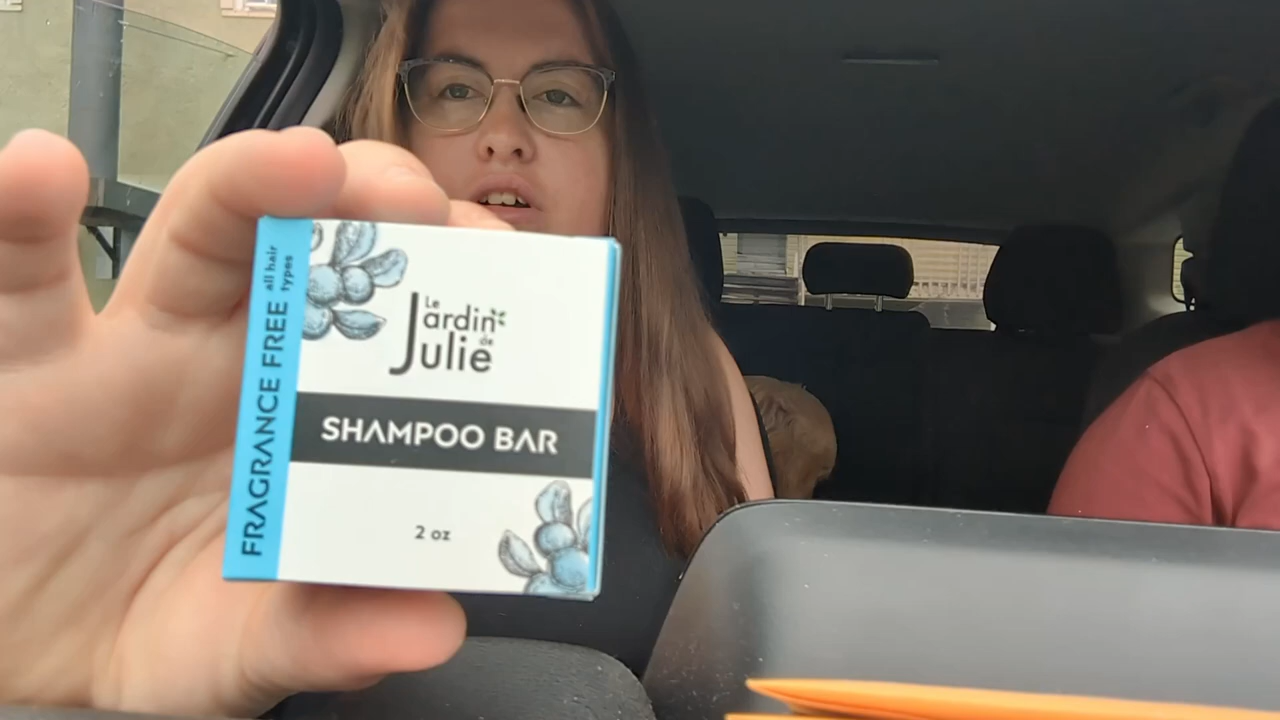 FRAGRANCE FREE
all hair
types
Le
Jardin
de
Julie
SHAMPOO BAR
2 oz